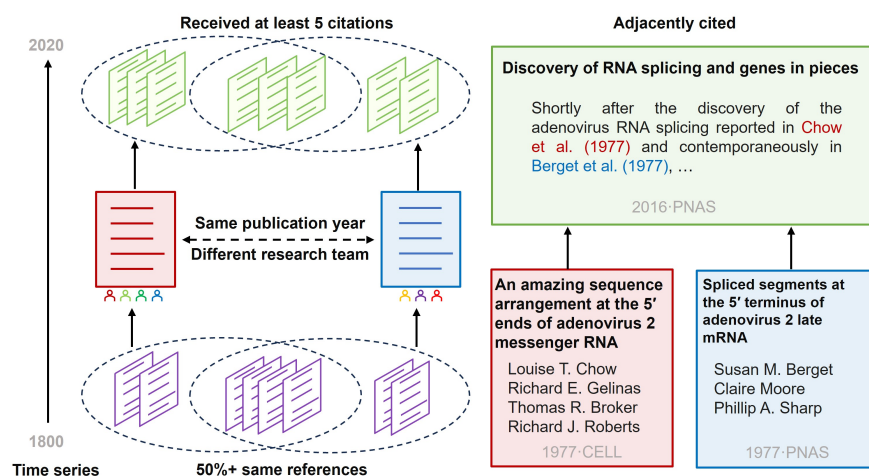 Received at least 5 citations
2020
Same publication year
Different research team
1800
Time series
50%+ same references
Adjacently cited
Discovery of RNA splicing and genes in pieces
Shortly after the discovery of the
adenovirus RNA splicing reported in Chow
et al. (1977) and contemporaneously in
Berget et al. (1977), …
2016·PNAS
An amazing sequence
arrangement at the 5′
ends of adenovirus 2
messenger RNA
Louise T. Chow
Richard E. Gelinas
Thomas R. Broker
Richard J. Roberts
1977·CELL
Spliced segments at
the 5′ terminus of
adenovirus 2 late
mRNA
Susan M. Berget
Claire Moore
Phillip A. Sharp
1977·PNAS